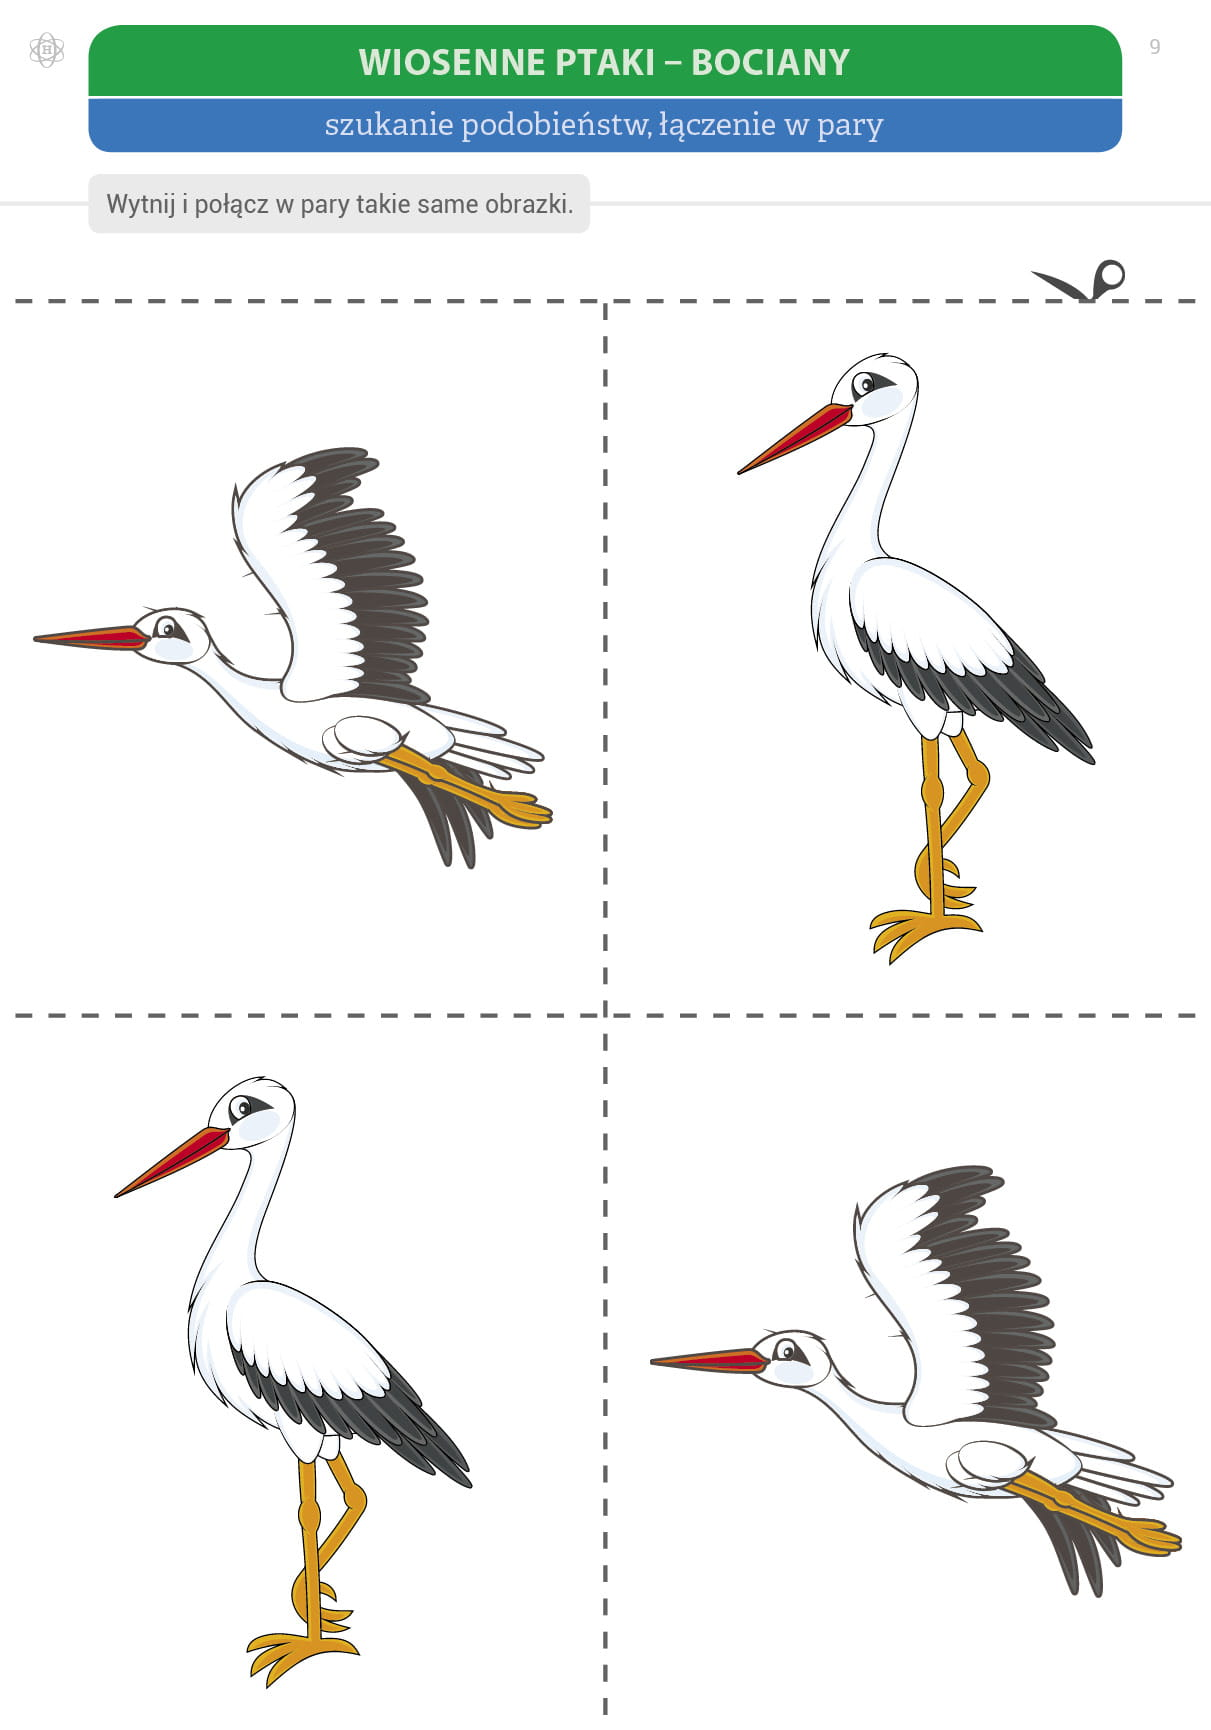 H
9
WIOSENNE PTAKI – BOCIANY
szukanie podobieństw, łączenie w pary
Wytnij i połącz w pary takie same obrazki.